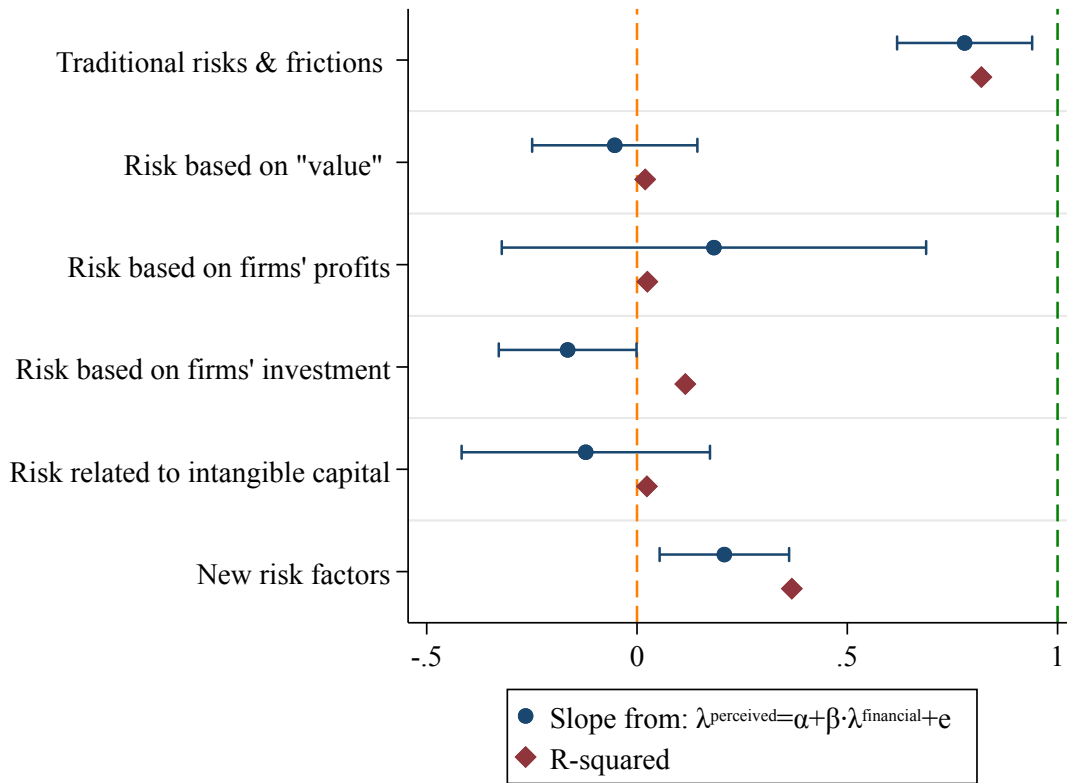 Traditional risks & frictions
Risk based on "value"
Risk based on firms' profits
Risk based on firms' investment
Risk related to intangible capital
New risk factors
-.5 0 .5 1
Slope from: λᵖᵉʳᶜᵉⁱᵛᵉᵈ=α+β·λᶠⁱⁿᵃⁿᶜⁱᵃˡ+e
R-squared